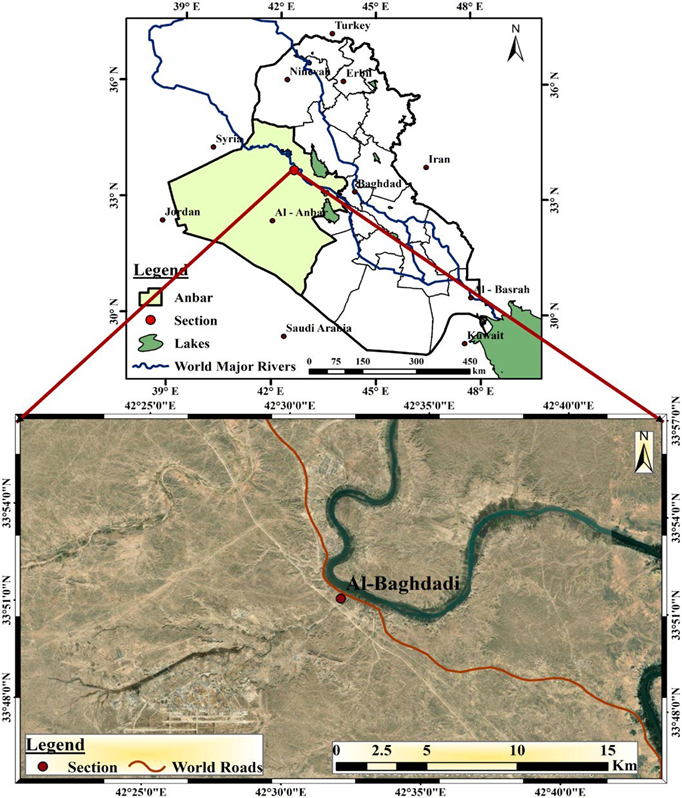 39° E 42° E 45° E 48° E
Turkey
N
Ninevah Erbil
36° N 36° N
Syria
Iran
Baghdad
33° N 33° N
Jordan Al - Anbar
Legend
Anbar
Section
Lakes
World Major Rivers
Al - Basrah
30° N 30° N
Saudi Arabia
Kuwait
0 75 150 300 450
km
39° E 42° E 45° E 48° E
42°25'0"E 42°30'0"E 42°35'0"E 42°40'0"E
33°57'0"N
N
33°54'0"N 33°54'0"N
Al-Baghdadi
33°51'0"N 33°51'0"N
33°48'0"N 33°48'0"N
Legend
Section World Roads
0 2.5 5 10 15
Km
42°25'0"E 42°30'0"E 42°35'0"E 42°40'0"E